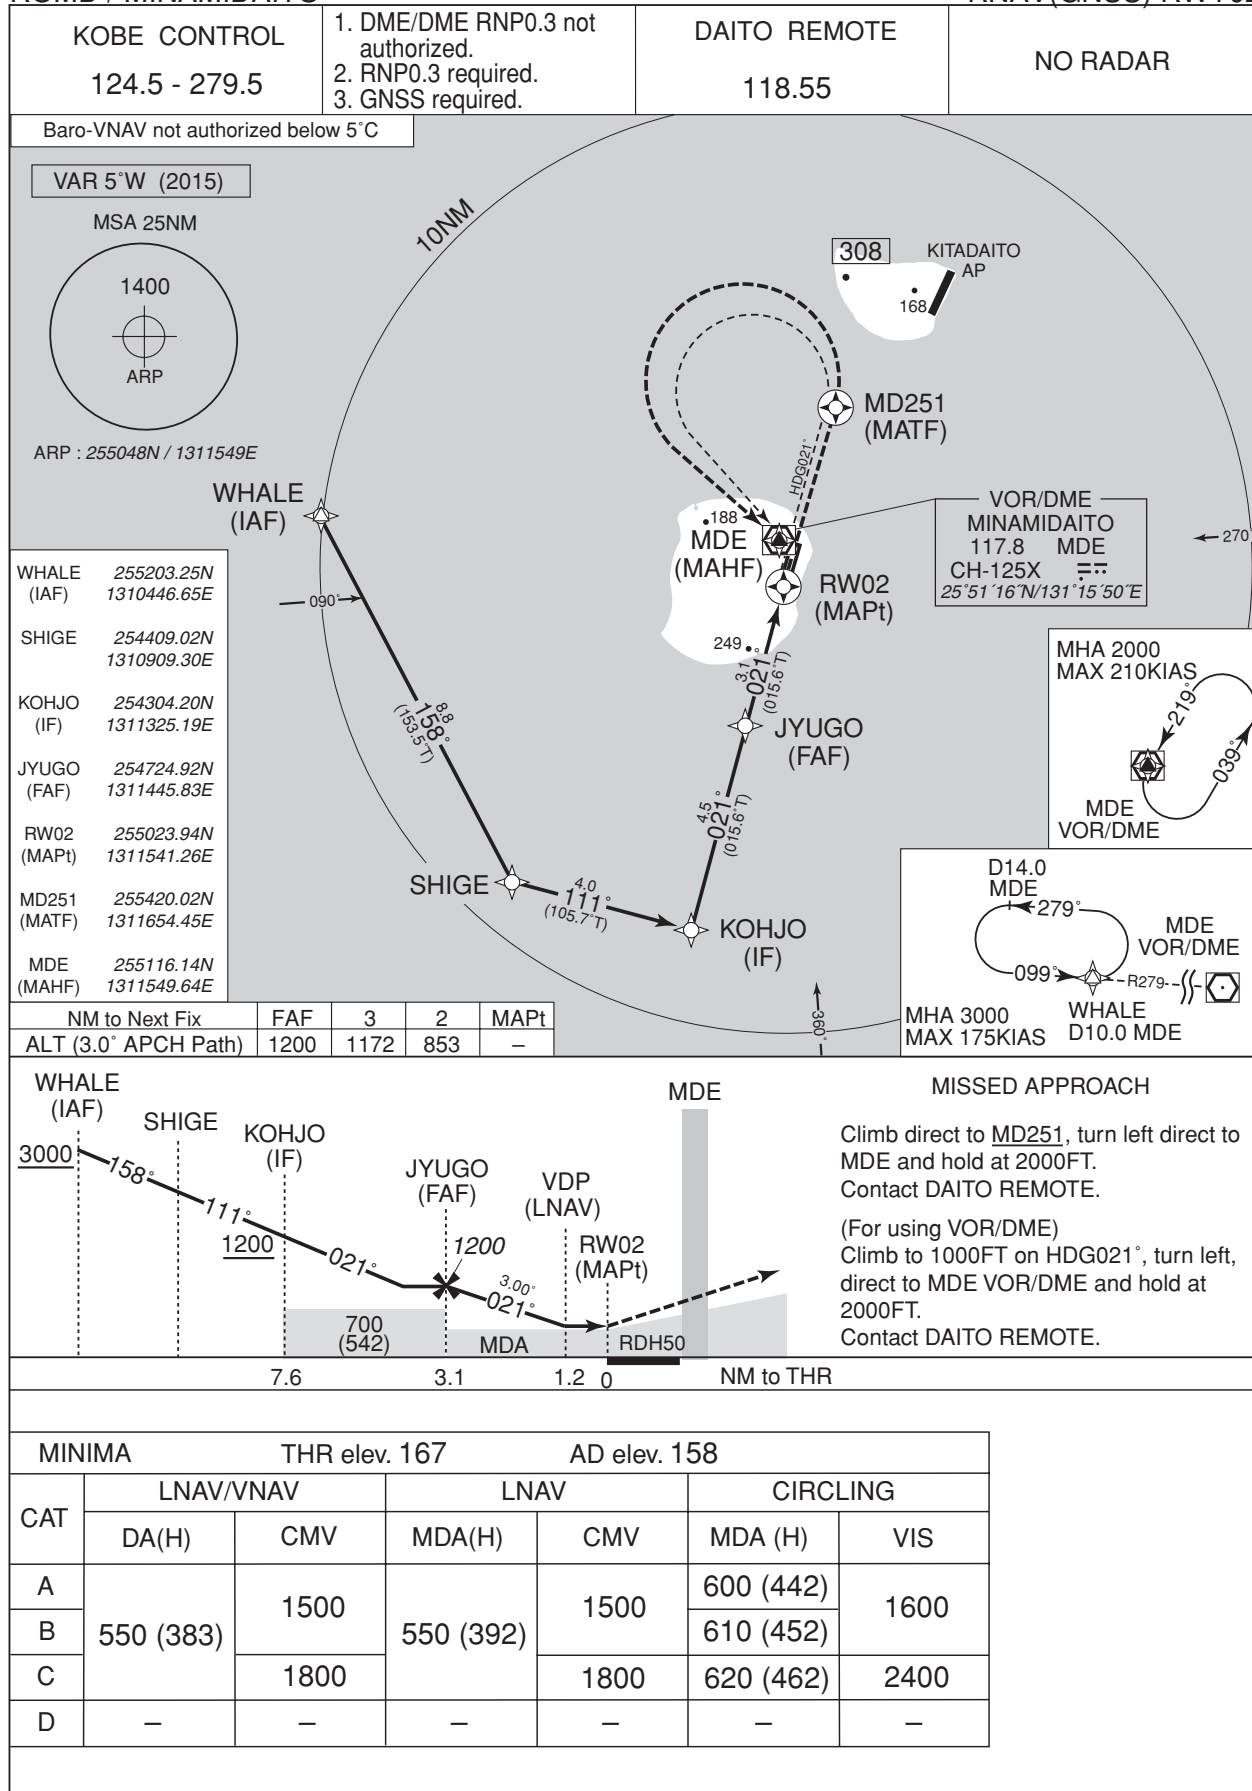 KOBE CONTROL
124.5 - 279.5
1. DME/DME RNP0.3 not
authorized.
2. RNP0.3 required.
3. GNSS required.
DAITO REMOTE
118.55
NO RADAR
Baro-VNAV not authorized below 5°C
VAR 5°W (2015)
MSA 25NM
1400
ARP
ARP : 255048N / 1311549E
10NM
308
KITADAITO
AP
168
MD251
(MATF)
HDG021°
WHALE
(IAF)
188
MDE
(MAHF)
VOR/DME
MINAMIDAITO
117.8 MDE
CH-125X
25°51´16˝N/131°15´50˝E
270
RW02
(MAPt)
090°
249
3.1
021°
(015.6°T)
JYUGO
(FAF)
8.8
158°
(153.5°T)
4.5
021°
(015.6°T)
SHIGE
4.0
111°
(105.7°T)
KOHJO
(IF)
360°
WHALE 255203.25N
(IAF) 1310446.65E
SHIGE 254409.02N
1310909.30E
KOHJO 254304.20N
(IF) 1311325.19E
JYUGO 254724.92N
(FAF) 1311445.83E
RW02 255023.94N
(MAPt) 1311541.26E
MD251 255420.02N
(MATF) 1311654.45E
MDE 255116.14N
(MAHF) 1311549.64E
MHA 2000
MAX 210KIAS
219°
039°
MDE
VOR/DME
D14.0
MDE
279°
MDE
VOR/DME
099°
R279
MHA 3000
MAX 175KIAS
WHALE
D10.0 MDE
NM to Next Fix FAF 3 2 MAPt
ALT (3.0° APCH Path) 1200 1172 853 –
WHALE
(IAF)
SHIGE
KOHJO
(IF)
JYUGO
(FAF)
VDP
(LNAV)
RW02
(MAPt)
MDE
3000
158°
111°
1200
021°
1200
3.00°
021°
700
(542)
MDA
RDH50
7.6 3.1 1.2 0 NM to THR
MISSED APPROACH
Climb direct to MD251, turn left direct to
MDE and hold at 2000FT.
Contact DAITO REMOTE.
(For using VOR/DME)
Climb to 1000FT on HDG021°, turn left,
direct to MDE VOR/DME and hold at
2000FT.
Contact DAITO REMOTE.
MINIMA THR elev. 167 AD elev. 158
CAT LNAV/VNAV LNAV CIRCLING
DA(H) CMV MDA(H) CMV MDA (H) VIS
A 550 (383) 1500 550 (392) 1500 600 (442) 1600
B 610 (452)
C 1800 1800 620 (462) 2400
D – – – – – –